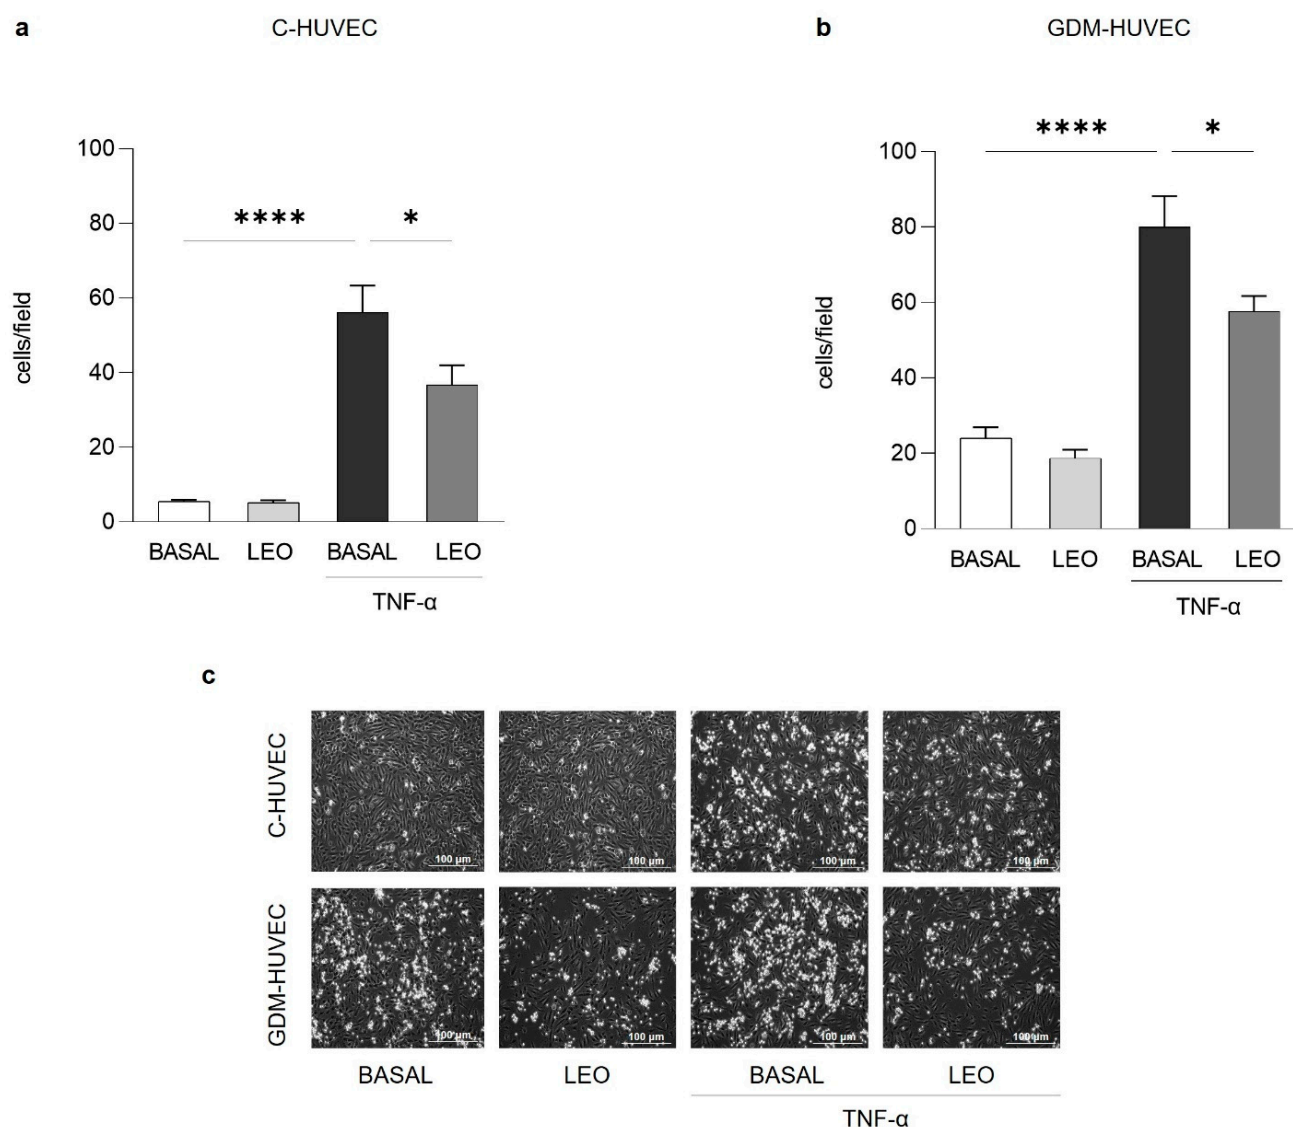 a
C-HUVEC
**** *
100
80
60
40
20
0
cells/field
BASAL LEO BASAL LEO
TNF-α
b
GDM-HUVEC
**** *
100
80
60
40
20
0
cells/field
BASAL LEO BASAL LEO
TNF-α
c
C-HUVEC
100 µm 100 µm 100 µm 100 µm
GDM-HUVEC
100 µm 100 µm 100 µm 100 µm
BASAL LEO BASAL LEO
TNF-α